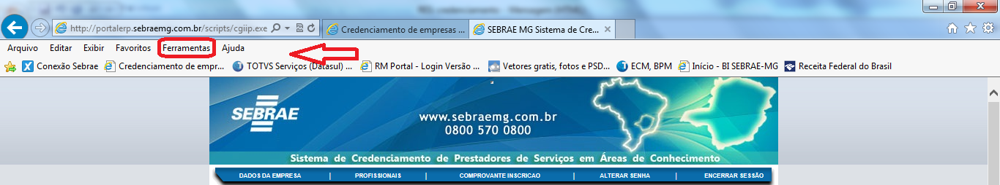 http://portalerp.sebraemg.com.br/scripts/cgiip.exe
Credenciamento de empresas ...
SEBRAE MG Sistema de Cre...
Arquivo Editar Exibir Favoritos Ferramentas Ajuda
Conexão Sebrae Credenciamento de empr... TOTVS Serviços (Datasul) ... RM Portal - Login Versão ... Vetores gratis, fotos e PSD... ECM, BPM Início - BI SEBRAE-MG Receita Federal do Brasil
SEBRAE
www.sebraemg.com.br
0800 570 0800
Sistema de Credenciamento de Prestadores de Serviços em Áreas de Conhecimento
DADOS DA EMPRESA | PROFISSIONAIS | COMPROVANTE INSCRICAO | ALTERAR SENHA | ENCERRAR SESSÃO